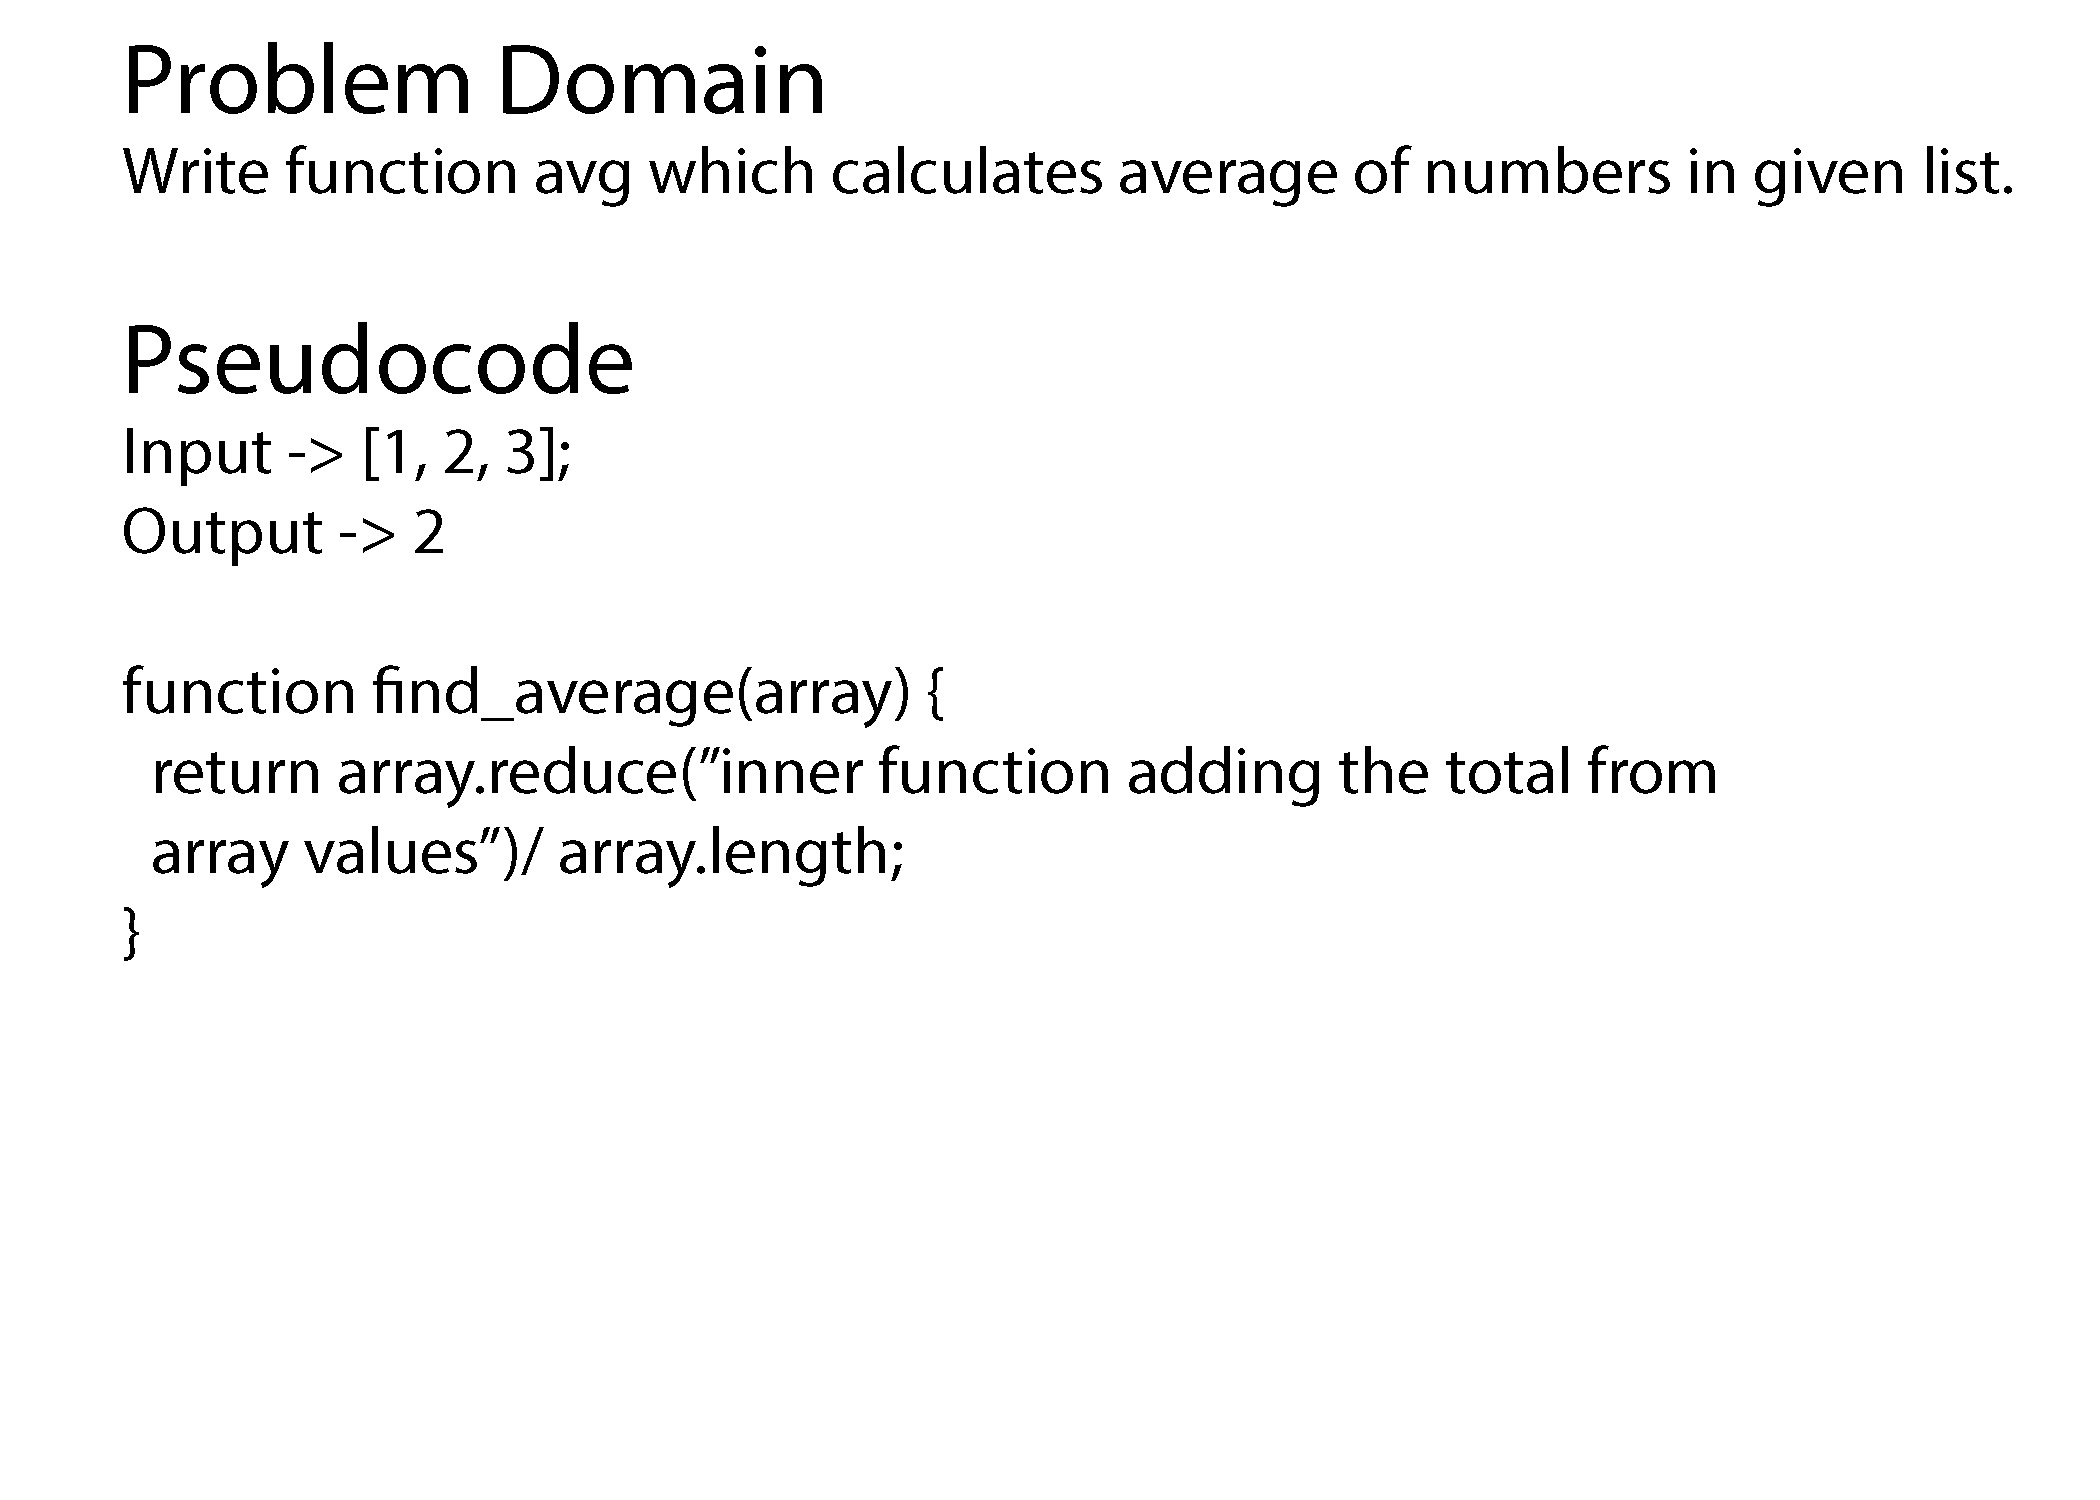 Problem Domain
Write function avg which calculates average of numbers in given list.
Pseudocode
Input -> [1, 2, 3];
Output -> 2
function find_average(array) {
return array.reduce(”inner function adding the total from
array values”)/ array.length;
}